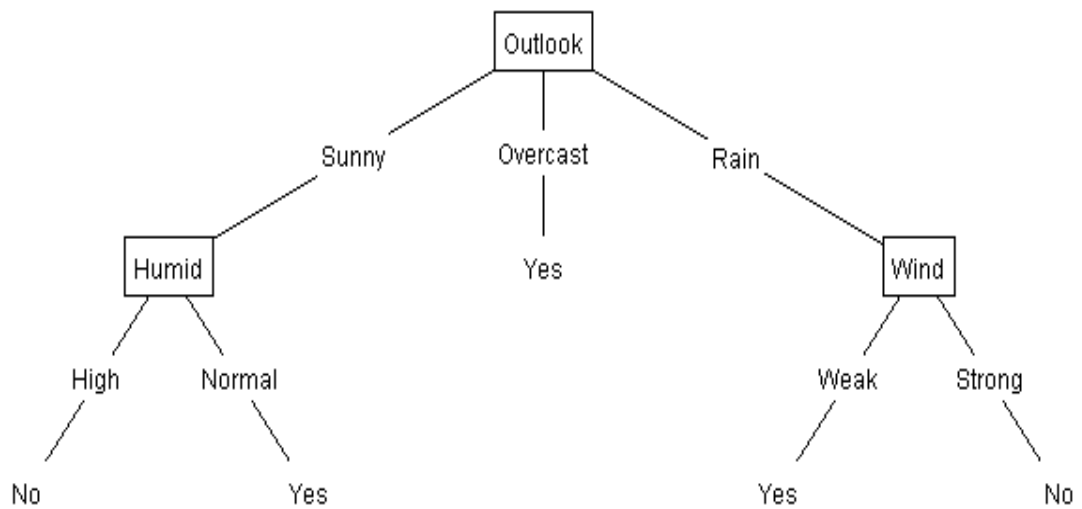 Outlook
Sunny Overcast Rain
Humid Yes Wind
High Normal Weak Strong
No Yes Yes No